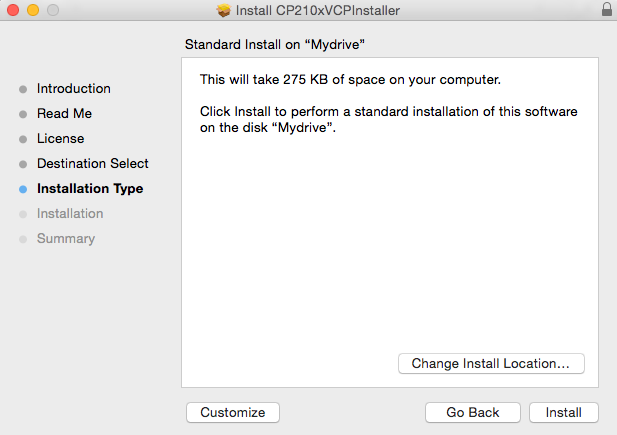 Install CP210xVCPInstaller
Standard Install on “Mydrive”
Introduction
Read Me
License
Destination Select
Installation Type
Installation
Summary
This will take 275 KB of space on your computer.
Click Install to perform a standard installation of this software
on the disk “Mydrive”.
Change Install Location…
Customize
Go Back
Install